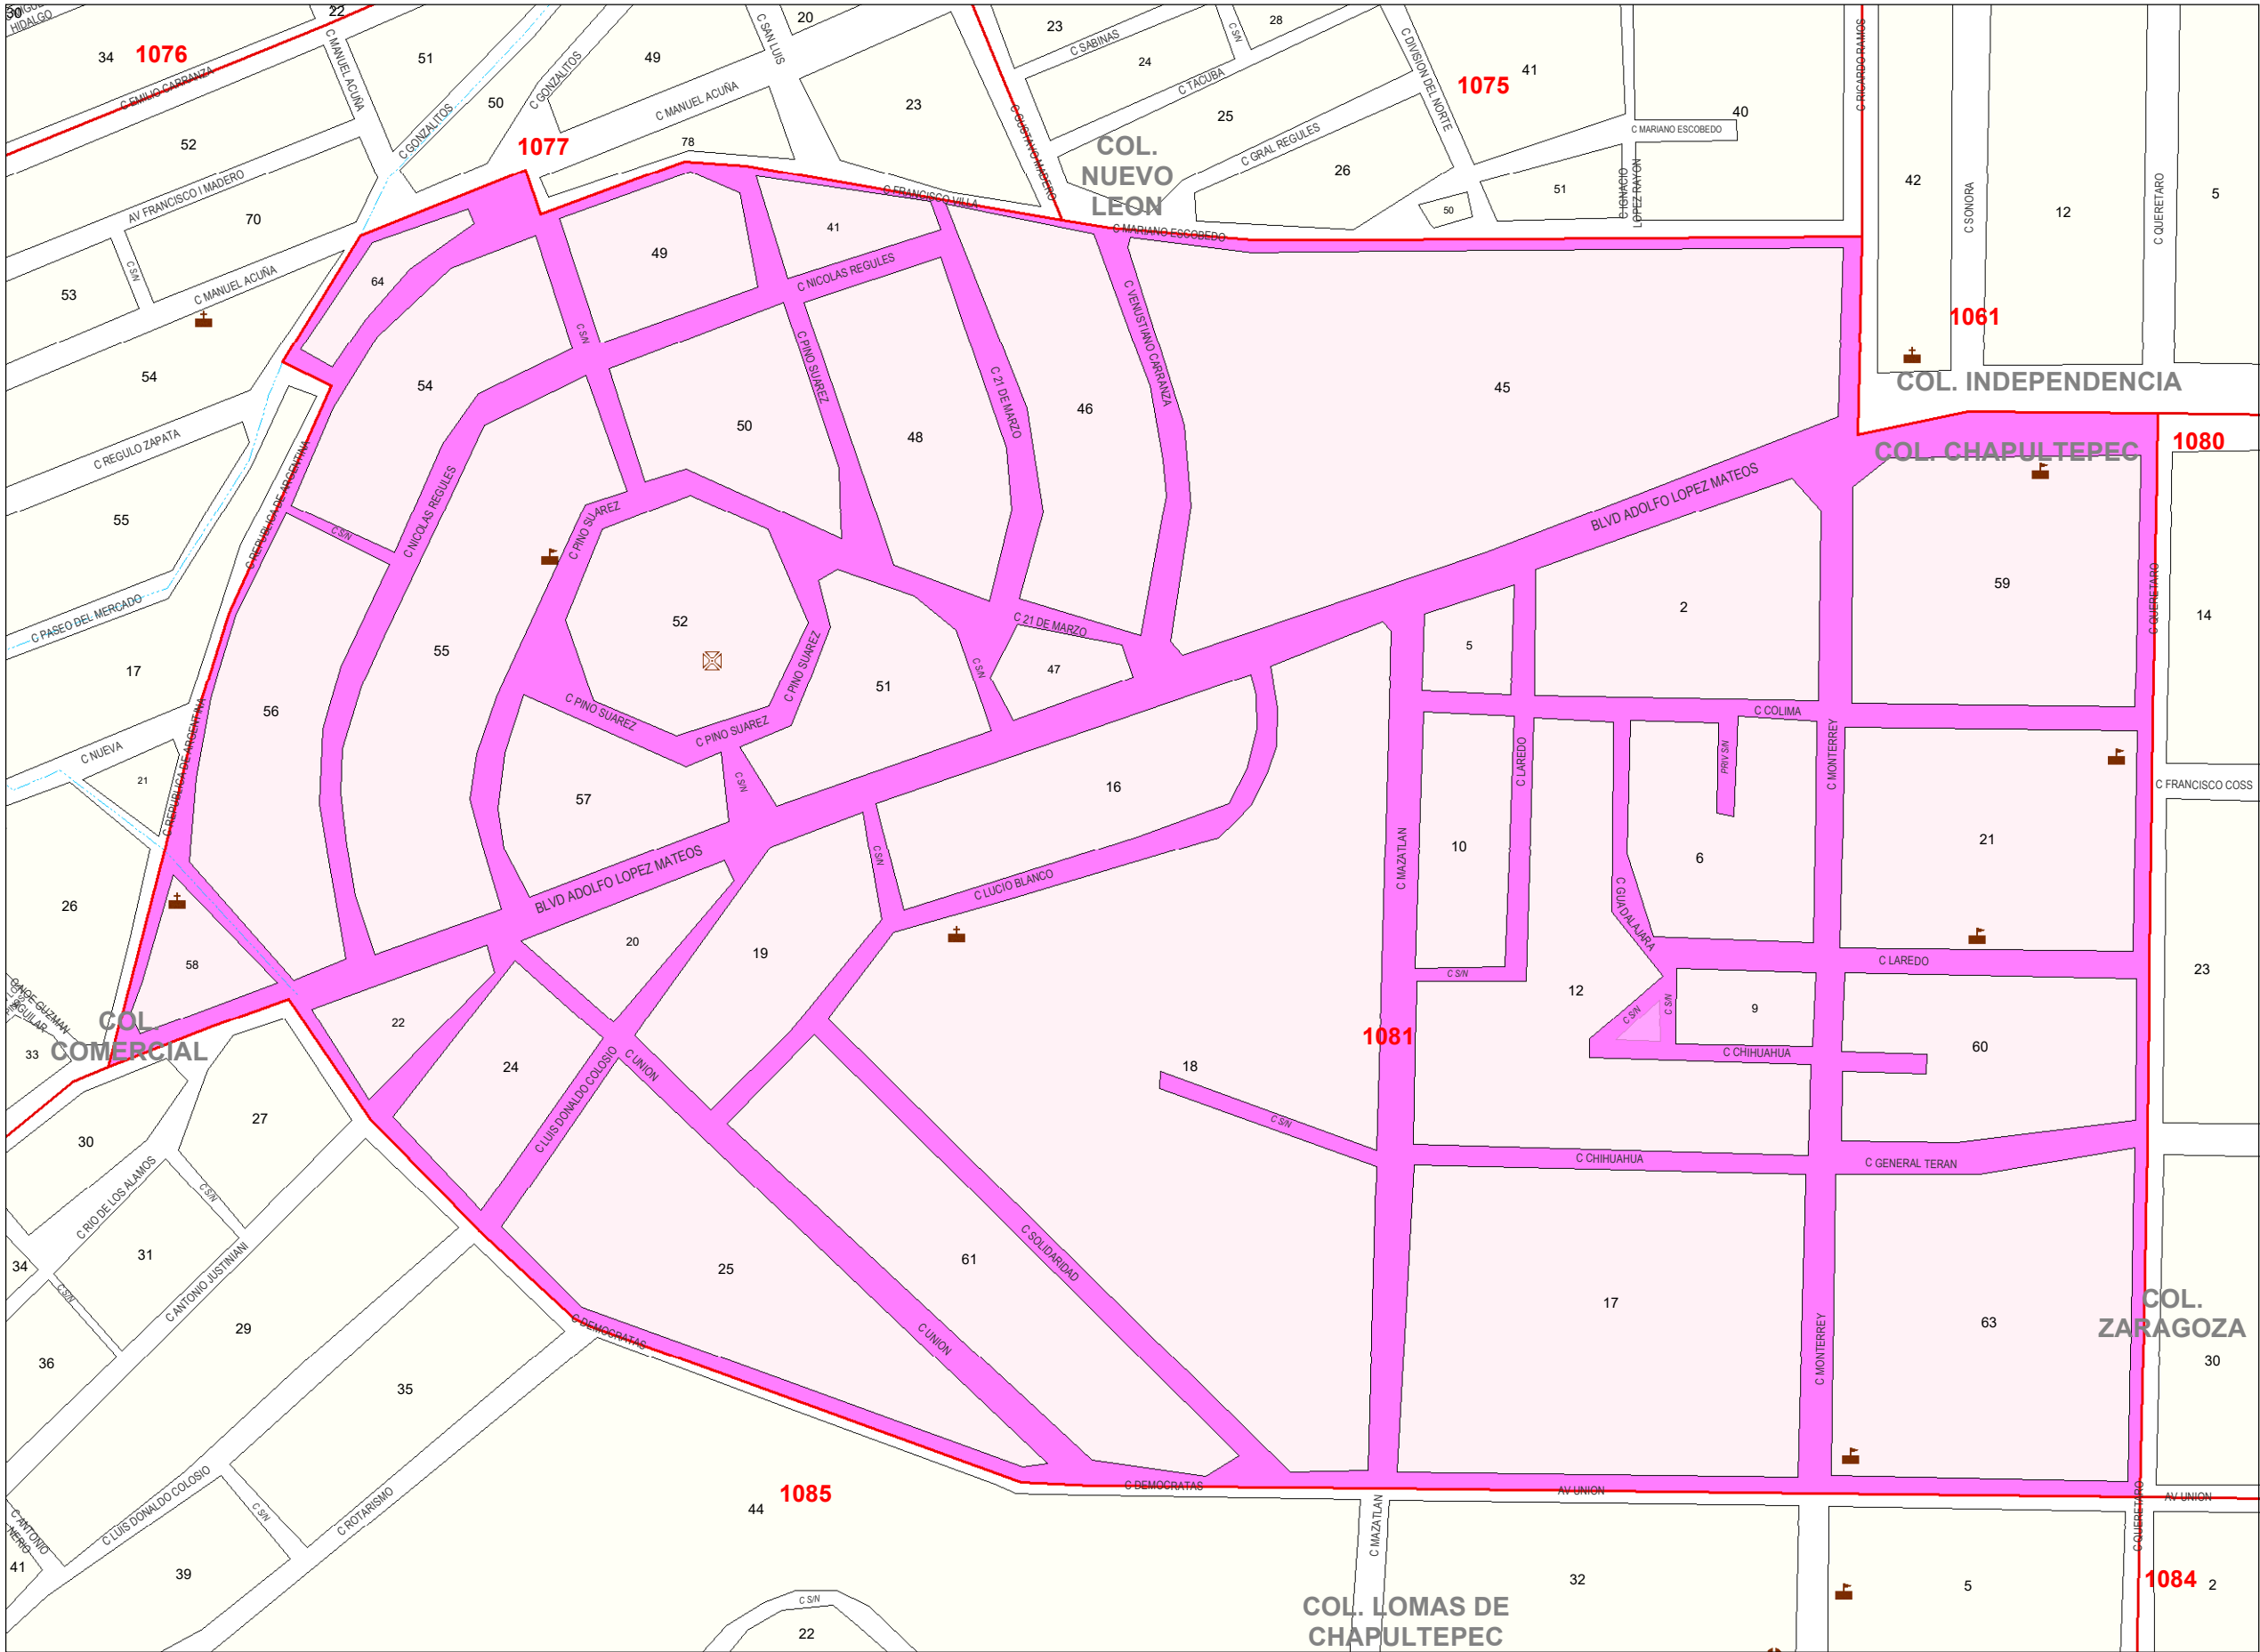 30
HIDALGO
34
1076
C EMILIO CARRANZA
22
C MANUEL ACUÑA
51
C GONZALITOS
50
C GONZALITOS
49
C SAN LUIS
20
C MANUEL ACUÑA
78
23
1077
52
AV FRANCISCO I MADERO
70
C S/N
53
C MANUEL ACUÑA
54
C REGULO ZAPATA
55
C PASEO DEL MERCADO
17
C NUEVA
21
26
C REPUBLICA DE ARGENTINA
C REPUBLICA DE ARGENTINA
23
C SABINAS
24
C S/N
28
C TACUBA
25
C GUSTAVO MADERO
COL.
NUEVO
LEON
C GRAL REGULES
26
C DIVISION DEL NORTE
1075
41
C MARIANO ESCOBEDO
40
50
51
C IGNACIO
LOPEZ RAYON
C RICARDO RAMOS
42
C SONORA
12
C QUERETARO
5
1061
COL. INDEPENDENCIA
COL. CHAPULTEPEC
1080
C FRANCISCO VILLA
C MARIANO ESCOBEDO
64
54
C S/N
49
41
C NICOLAS REGULES
C PINO SUAREZ
50
48
C 21 DE MARZO
46
C VENUSTIANO CARRANZA
45
BLVD ADOLFO LOPEZ MATEOS
C S/N
C NICOLAS REGULES
55
C PINO SUAREZ
52
C PINO SUAREZ
C PINO SUAREZ
C PINO SUAREZ
51
C S/N
C 21 DE MARZO
47
56
57
C S/N
BLVD ADOLFO LOPEZ MATEOS
16
C S/N
C LUCIO BLANCO
58
5
2
59
C QUERETARO
14
C COLIMA
C LAREDO
10
C MAZATLAN
PRIV S/N
6
C GUADALAJARA
C MONTERREY
21
C FRANCISCO COSS
C LAREDO
C S/N
12
C S/N
C S/N
9
C CHIHUAHUA
60
23
1081
18
C S/N
C CHIHUAHUA
C GENERAL TERAN
20
19
22
24
C LUIS DONALDO COLOSIO
C UNION
25
61
C SOLIDARIDAD
C UNION
17
C MONTERREY
63
COL.
ZARAGOZA
30
C NOE GUZMAN
AGUILAR
COL.
COMERCIAL
33
30
27
C RIO DE LOS ALAMOS
C S/N
31
34
C S/N
C ANTONIO JUSTINIANI
36
29
35
C DEMOCRATAS
C DEMOCRATAS
AV UNION
AV UNION
C LUIS DONALDO COLOSIO
C S/N
C ROTARISMO
C ANTONIO
NERIO
41
39
1085
44
C S/N
22
C MAZATLAN
COL. LOMAS DE
CHAPULTEPEC
32
5
C QUERETARO
1084
2